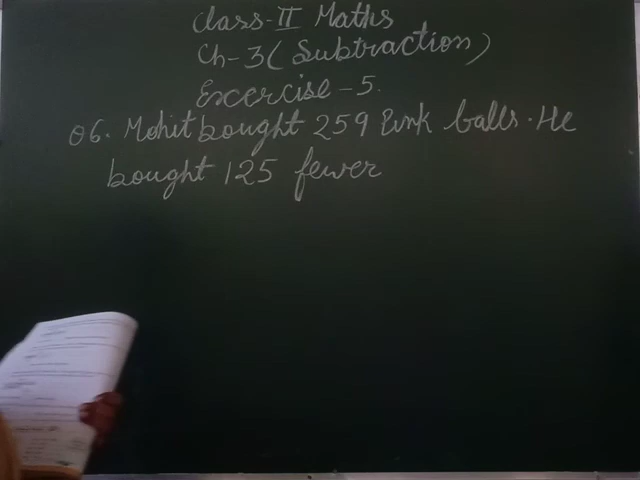 Class-II Maths
Ch-3 (Subtraction)
Excercise-5.
Q6. Mohit bought 259 Pink balls. He
bought 125 fewer